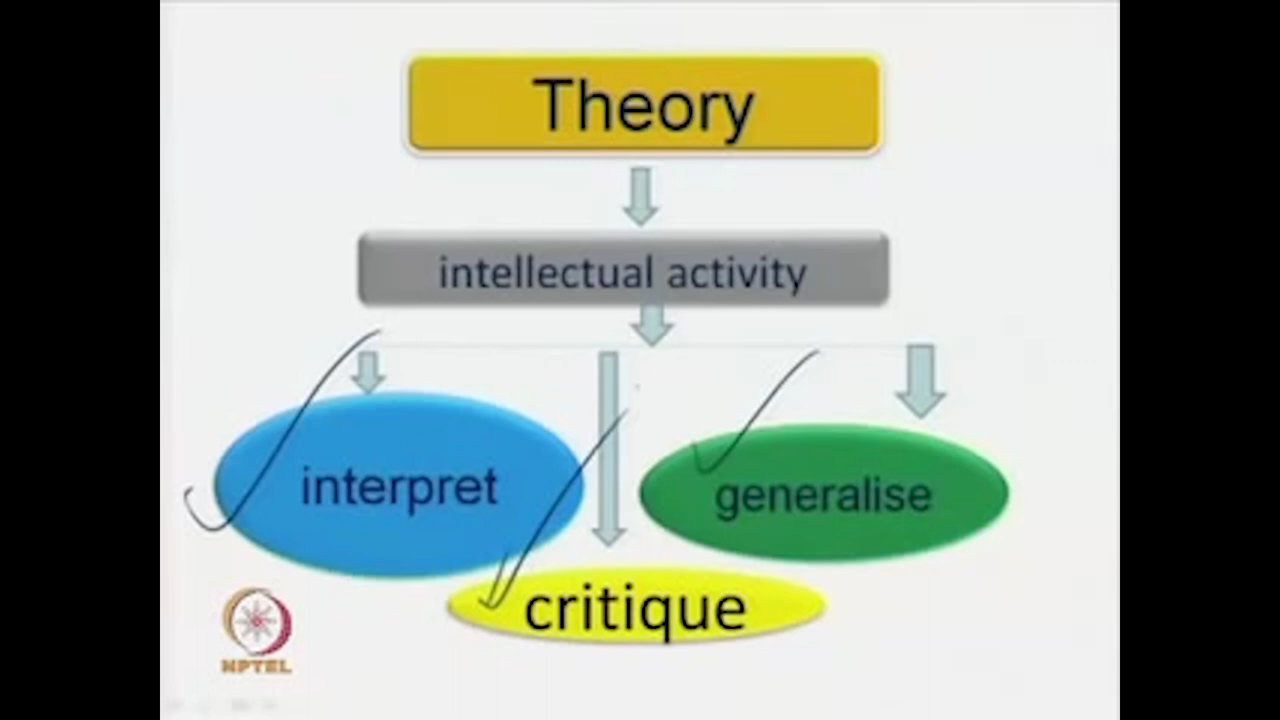 Theory
intellectual activity
interpret
generalise
critique
NPTEL